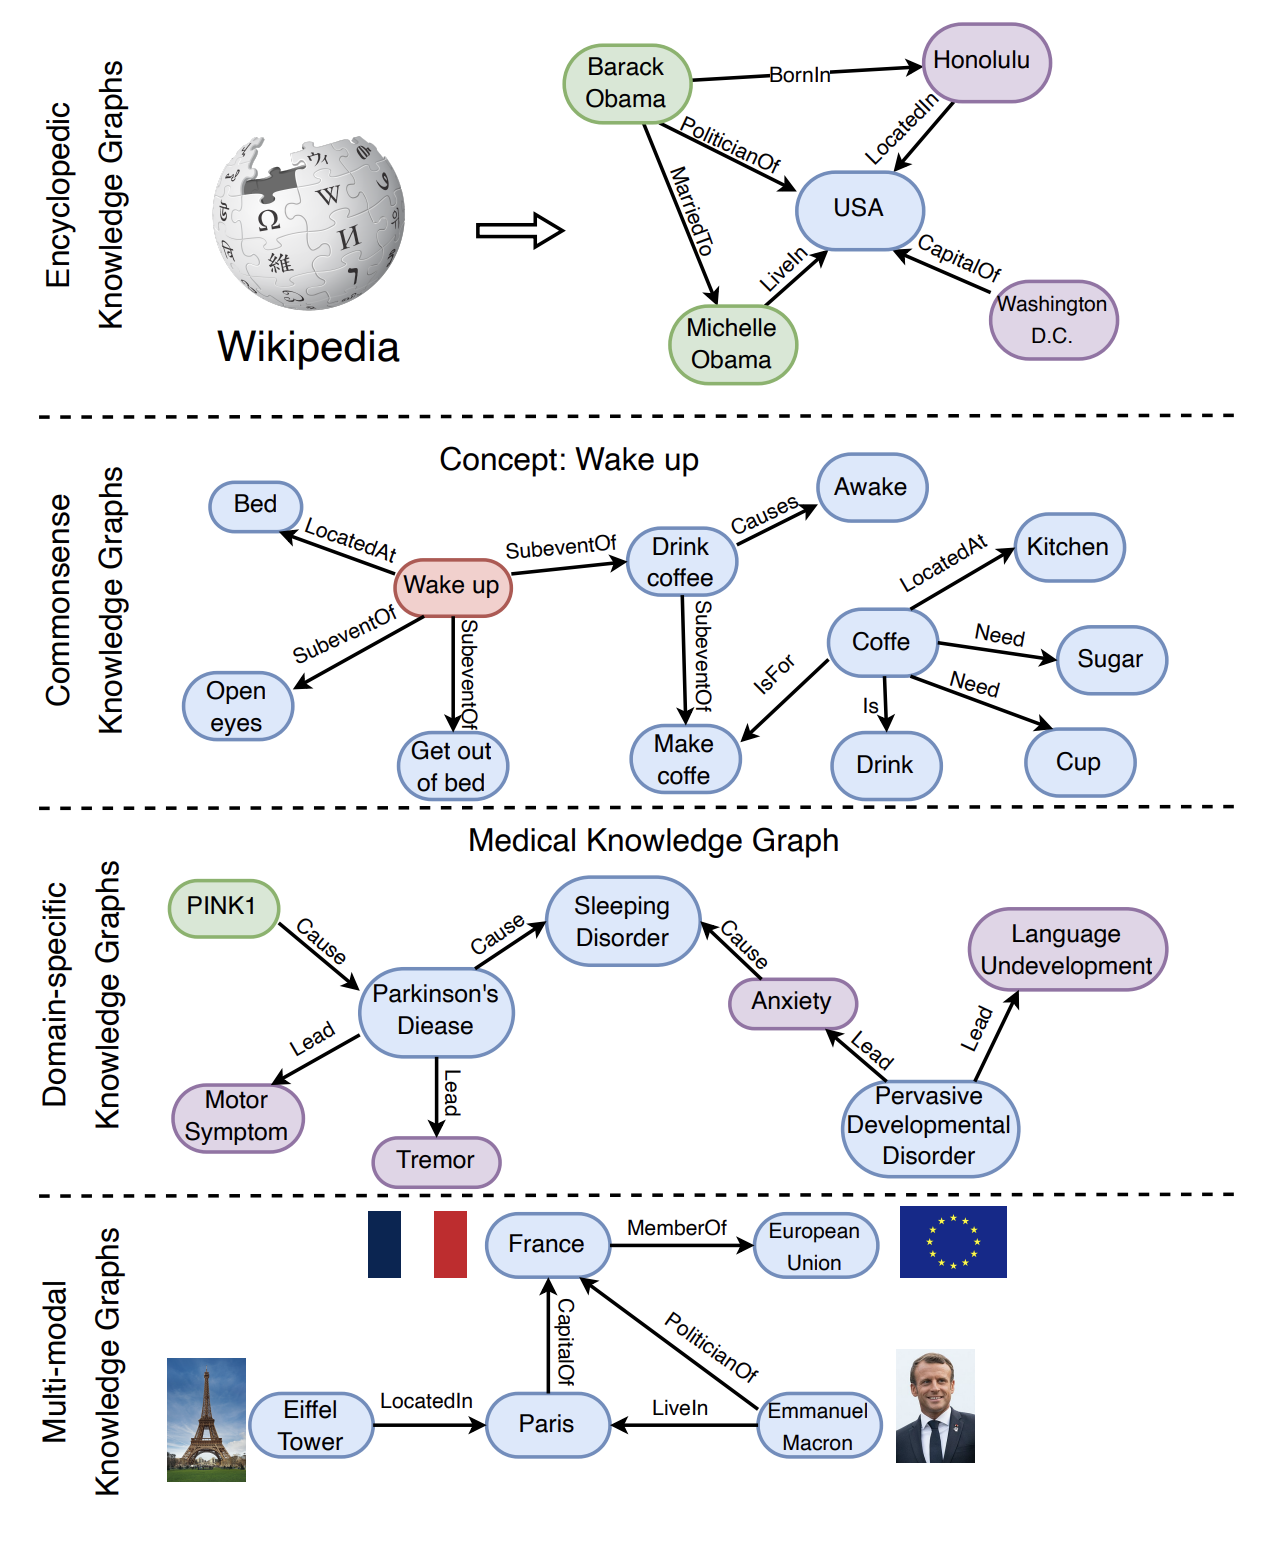 Encyclopedic
Knowledge Graphs
Wikipedia
Ω
W
И
維
ウィ
7
Barack
Obama
BornIn
Honolulu
PoliticianOf
LocatedIn
MarriedTo
USA
LiveIn
CapitalOf
Michelle
Obama
Washington
D.C.
Commonsense
Knowledge Graphs
Concept: Wake up
Bed
LocatedAt
Wake up
SubeventOf
Drink
coffee
Causes
Awake
SubeventOf
Open
eyes
SubeventOf
Get out
of bed
SubeventOf
Make
coffe
IsFor
Coffe
LocatedAt
Kitchen
Need
Sugar
Need
Cup
Is
Drink
Domain-specific
Knowledge Graphs
Medical Knowledge Graph
PINK1
Cause
Parkinson's
Diease
Cause
Sleeping
Disorder
Cause
Anxiety
Lead
Motor
Symptom
Lead
Tremor
Lead
Pervasive
Developmental
Disorder
Lead
Language
Undevelopment
Multi-modal
Knowledge Graphs
France
MemberOf
European
Union
CapitalOf
PoliticianOf
Eiffel
Tower
LocatedIn
Paris
LiveIn
Emmanuel
Macron